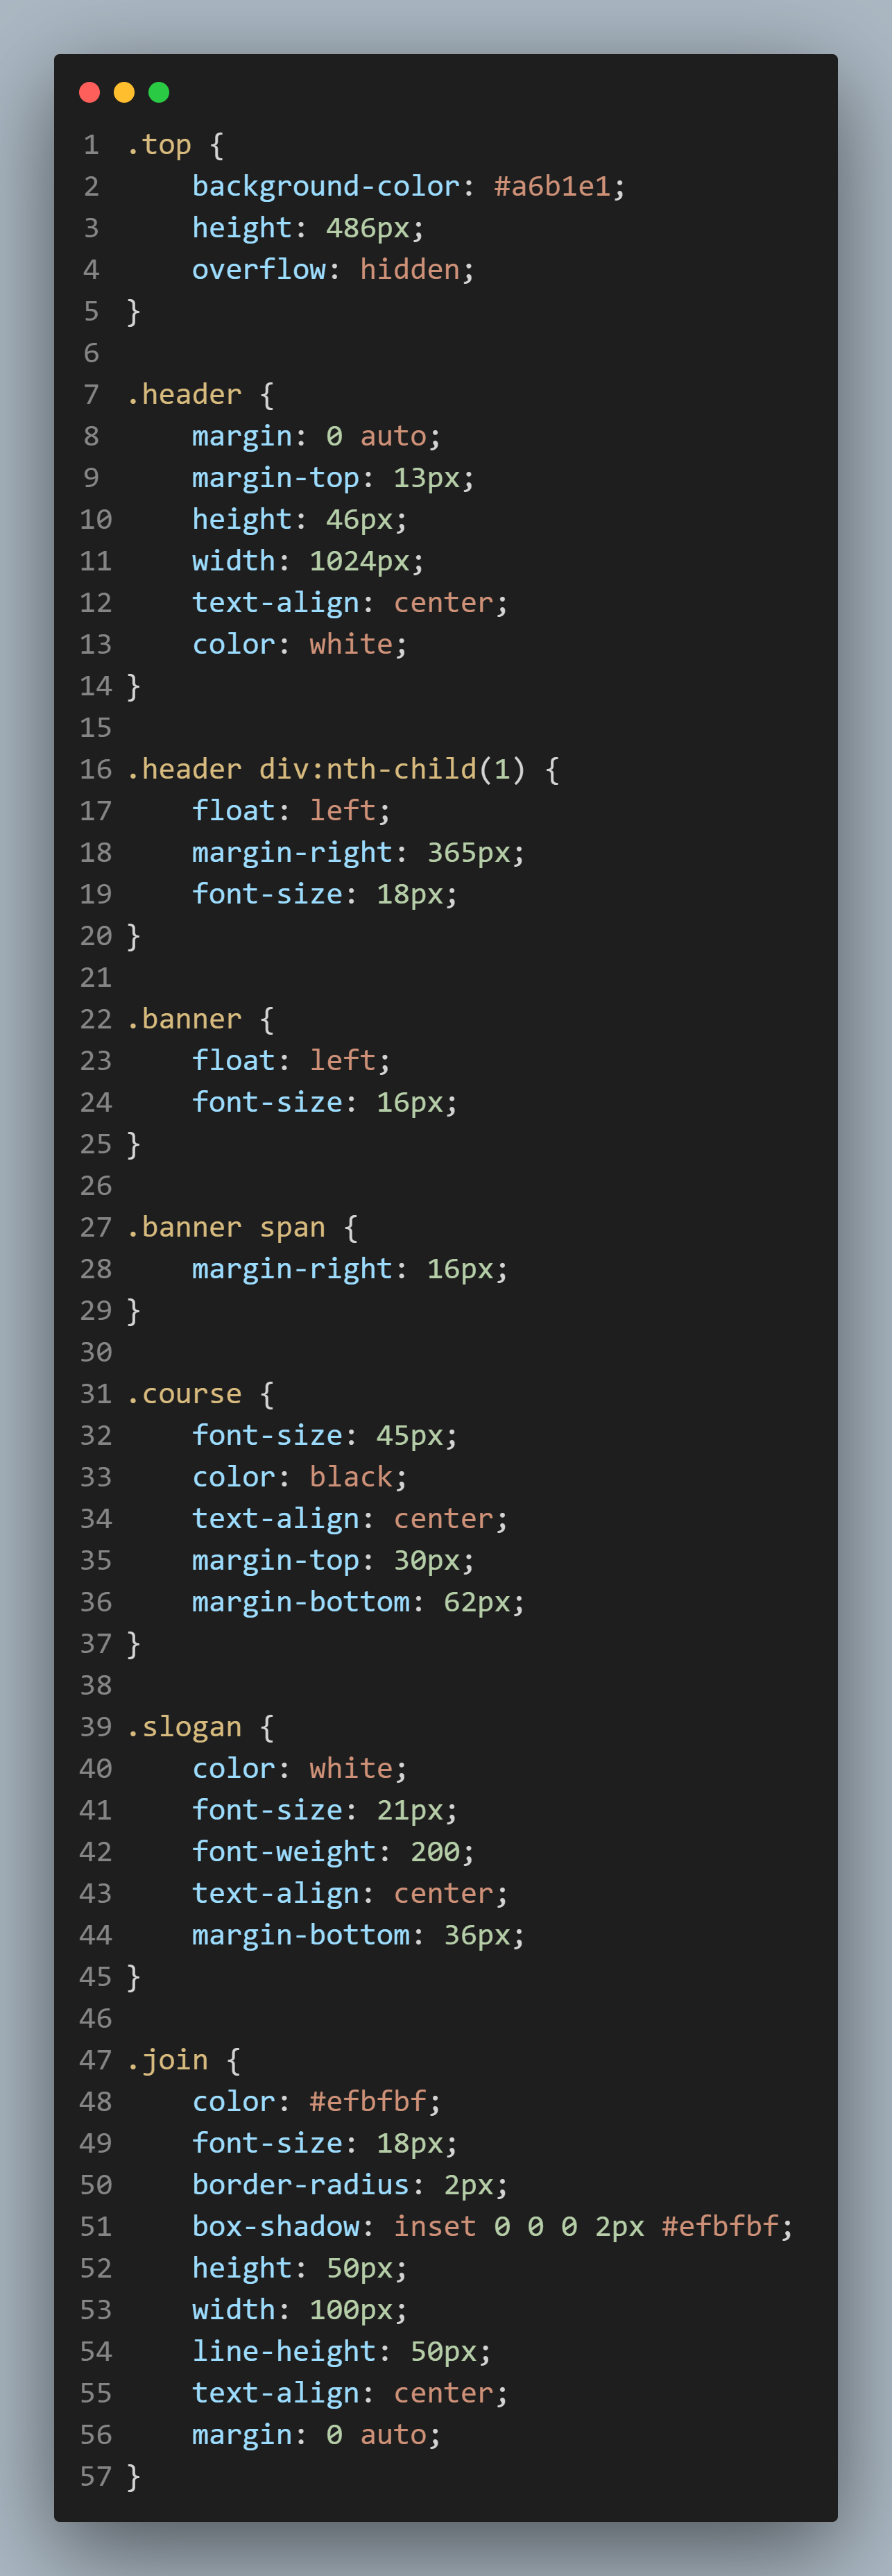 1 .top {
2     background-color: #a6b1e1;
3     height: 486px;
4     overflow: hidden;
5 }
6
7 .header {
8     margin: 0 auto;
9     margin-top: 13px;
10     height: 46px;
11     width: 1024px;
12     text-align: center;
13     color: white;
14 }
15
16 .header div:nth-child(1) {
17     float: left;
18     margin-right: 365px;
19     font-size: 18px;
20 }
21
22 .banner {
23     float: left;
24     font-size: 16px;
25 }
26
27 .banner span {
28     margin-right: 16px;
29 }
30
31 .course {
32     font-size: 45px;
33     color: black;
34     text-align: center;
35     margin-top: 30px;
36     margin-bottom: 62px;
37 }
38
39 .slogan {
40     color: white;
41     font-size: 21px;
42     font-weight: 200;
43     text-align: center;
44     margin-bottom: 36px;
45 }
46
47 .join {
48     color: #efbfbf;
49     font-size: 18px;
50     border-radius: 2px;
51     box-shadow: inset 0 0 0 2px #efbfbf;
52     height: 50px;
53     width: 100px;
54     line-height: 50px;
55     text-align: center;
56     margin: 0 auto;
57 }